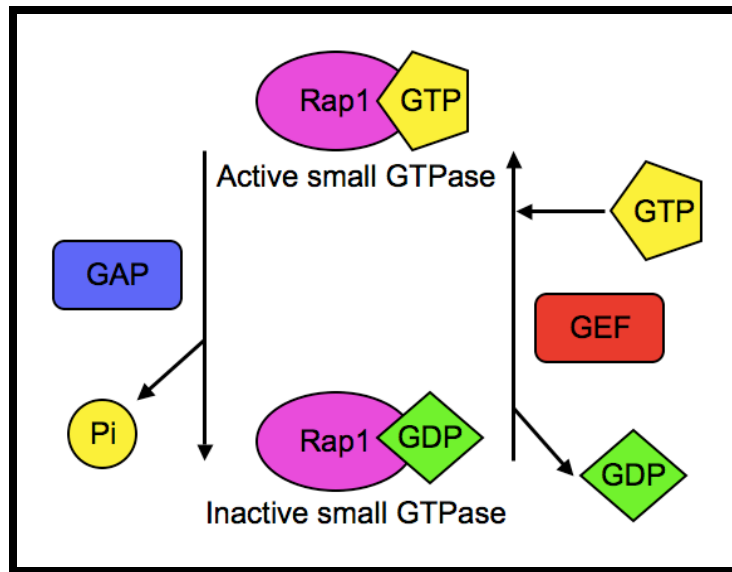 Rap1 GTP
Active small GTPase
GTP
GAP
GEF
Pi
Rap1 GDP
GDP
Inactive small GTPase